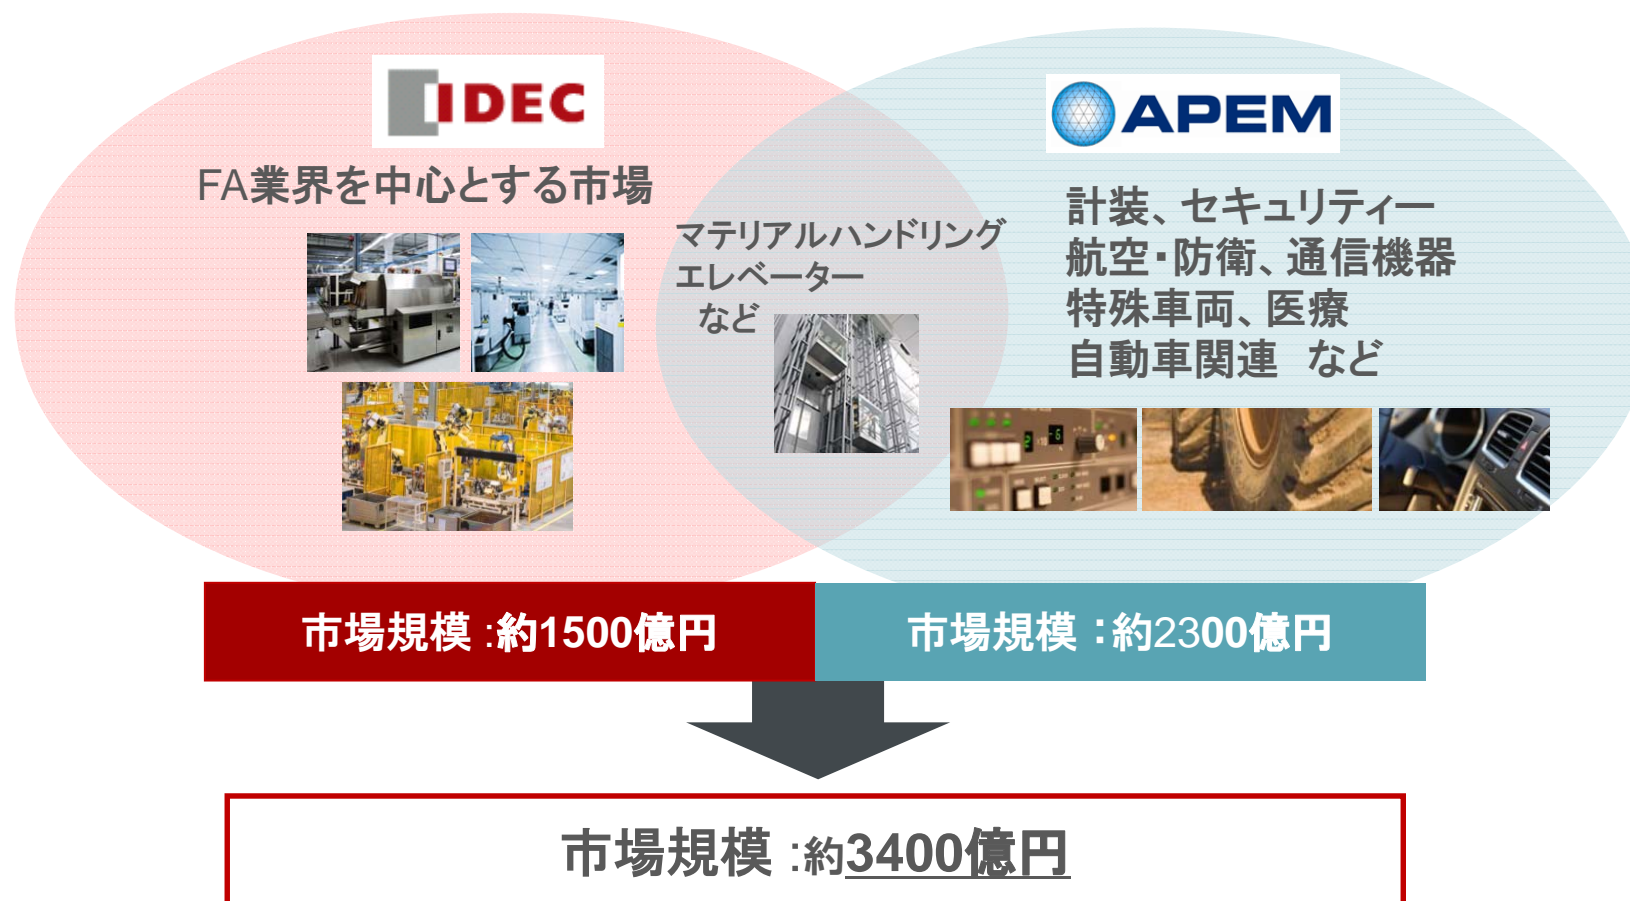 IDEC
FA業界を中心とする市場
マテリアルハンドリング
エレベーター
など
APEM
計装、セキュリティー
航空・防衛、通信機器
特殊車両、医療
自動車関連　など
市場規模 :約1500億円
市場規模：約2300億円
市場規模 :約3400億円